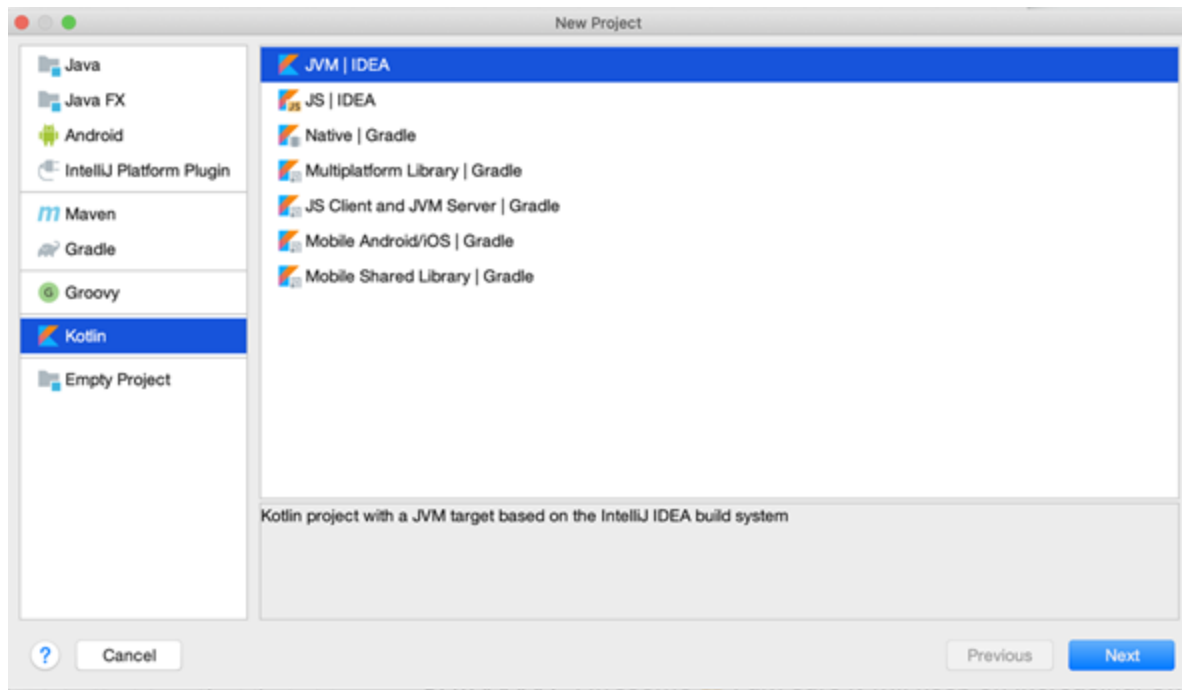 New Project
Java
Java FX
Android
IntelliJ Platform Plugin
Maven
Gradle
Groovy
Kotlin
Empty Project
JVM | IDEA
JS | IDEA
Native | Gradle
Multiplatform Library | Gradle
JS Client and JVM Server | Gradle
Mobile Android/iOS | Gradle
Mobile Shared Library | Gradle
Kotlin project with a JVM target based on the IntelliJ IDEA build system
? Cancel Previous Next